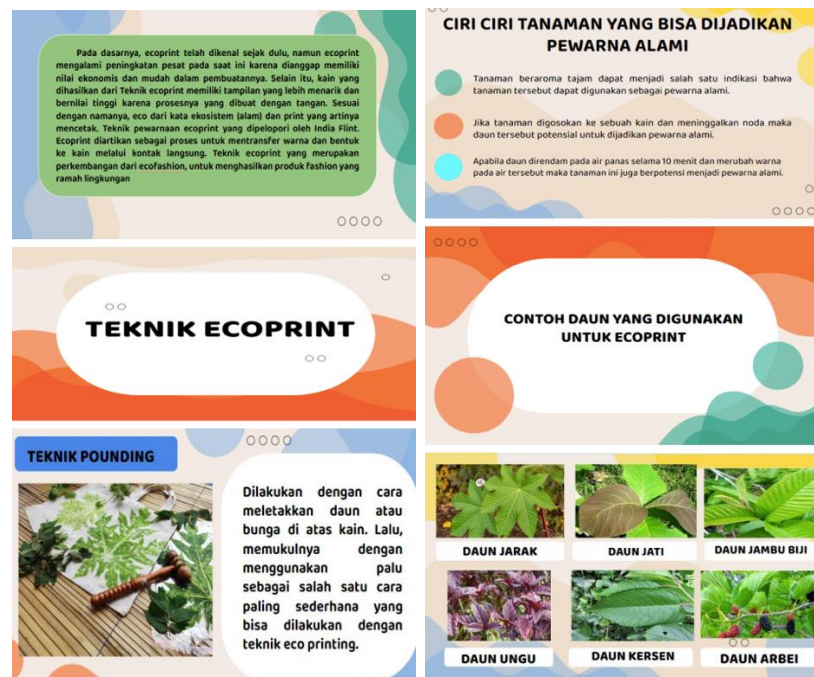 Pada dasarnya, ecoprint telah dikenal sejak dulu, namun ecoprint
mengalami peningkatan pesat pada saat ini karena dianggap memiliki
nilai ekonomis dan mudah dalam pembuatannya. Selain itu, kain yang
dihasilkan dari Teknik ecoprint memiliki tampilan yang lebih menarik dan
bernilai tinggi karena prosesnya yang dibuat dengan tangan. Sesuai
dengan namanya, eco dari kata ekosistem (alam) dan print yang artinya
mencetak. Teknik pewarnaan ecoprint yang dipelopori oleh India Flint.
Ecoprint diartikan sebagai proses untuk mentransfer warna dan bentuk
ke kain melalui kontak langsung. Teknik ecoprint yang merupakan
perkembangan dari ecofashion, untuk menghasilkan produk fashion yang
ramah lingkungan
TEKNIK ECOPRINT
TEKNIK POUNDING
Dilakukan dengan cara
meletakkan daun atau
bunga di atas kain. Lalu,
memukulnya dengan
menggunakan palu
sebagai salah satu cara
paling sederhana yang
bisa dilakukan dengan
teknik eco printing.
CIRI CIRI TANAMAN YANG BISA DIJADIKAN
PEWARNA ALAMI
Tanaman beraroma tajam dapat menjadi salah satu indikasi bahwa
tanaman tersebut dapat digunakan sebagai pewarna alami.
Jika tanaman digosokan ke sebuah kain dan meninggalkan noda maka
daun tersebut potensial untuk dijadikan pewarna alami.
Apabila daun direndam pada air panas selama 10 menit dan merubah warna
pada air tersebut maka tanaman ini juga berpotensi menjadi pewarna alami.
CONTOH DAUN YANG DIGUNAKAN
UNTUK ECOPRINT
DAUN JARAK
DAUN JATI
DAUN JAMBU BIJI
DAUN UNGU
DAUN KERSEN
DAUN ARBEI